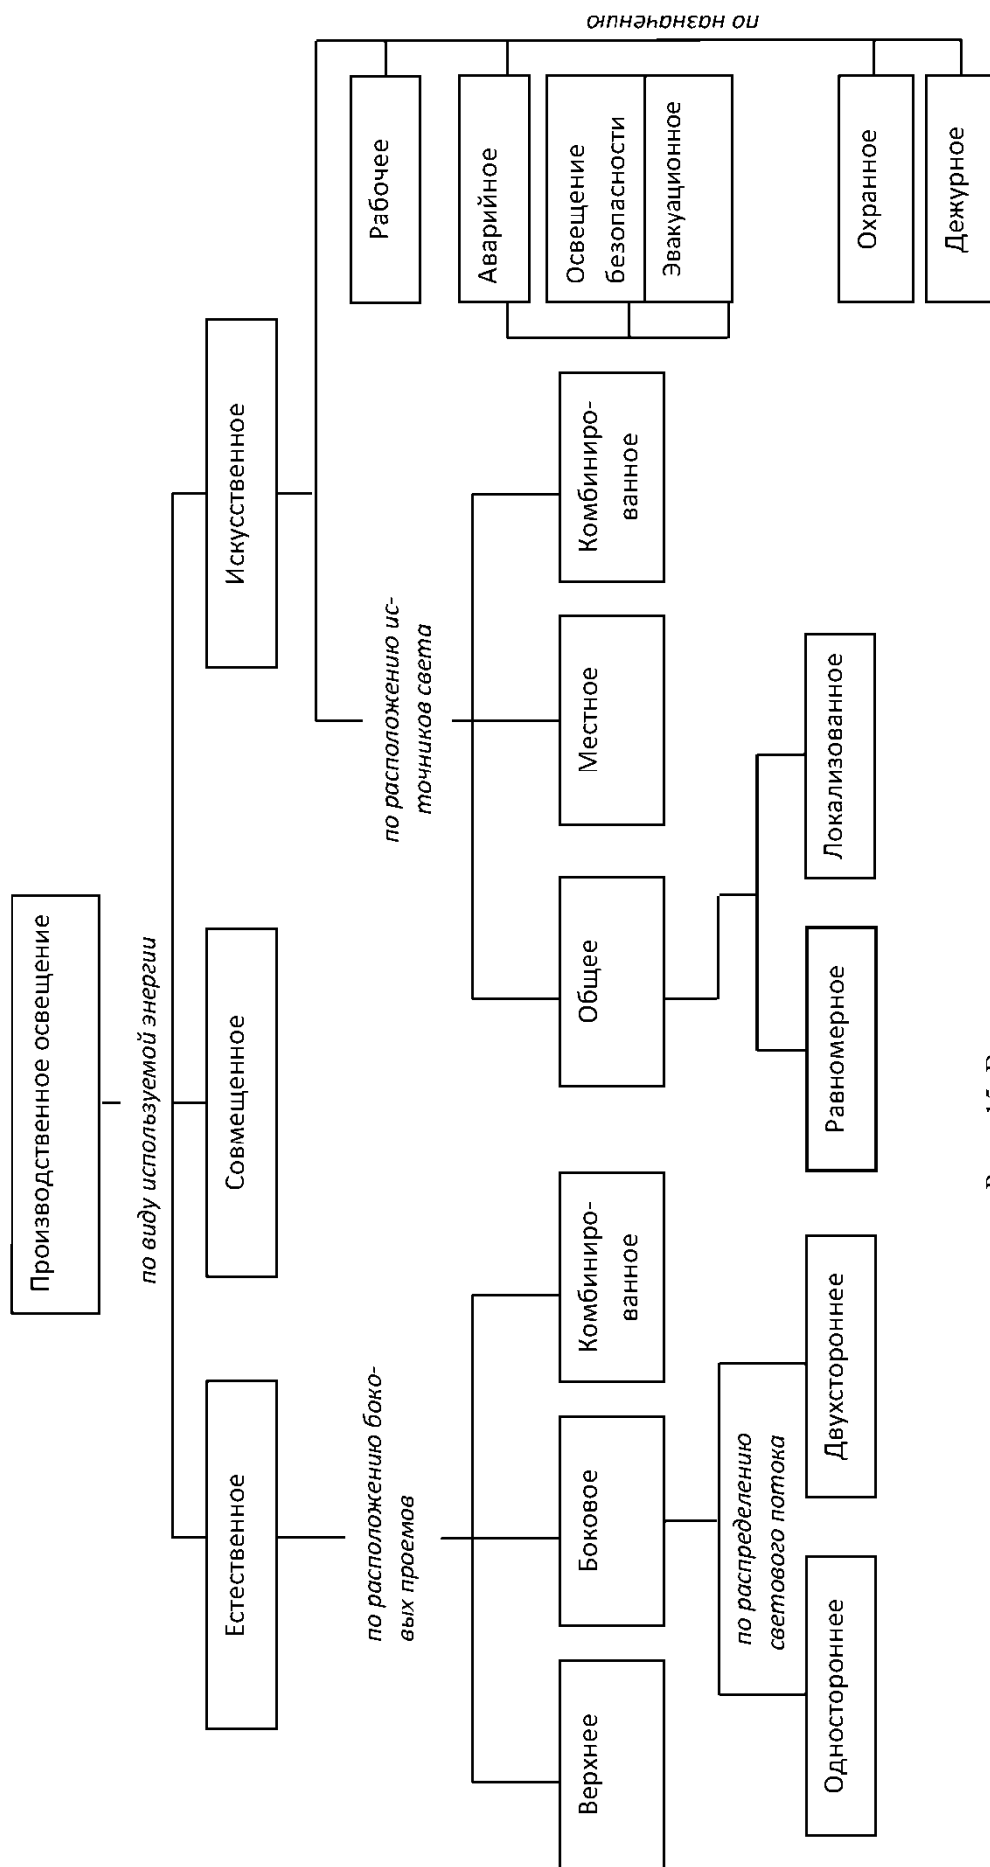 Производственное освещение
по виду используемой энергии
Естественное
Совмещенное
Искусственное
по расположению боко-
вых проемов
по расположению ис-
точников света
по назначению
Верхнее
Боковое
Комбиниро-
ванное
Общее
Местное
Комбиниро-
ванное
Рабочее
Аварийное
Освещение
безопасности
Эвакуационное
Охранное
Дежурное
по распределению
светового потока
Одностороннее
Двухстороннее
Равномерное
Локализованное